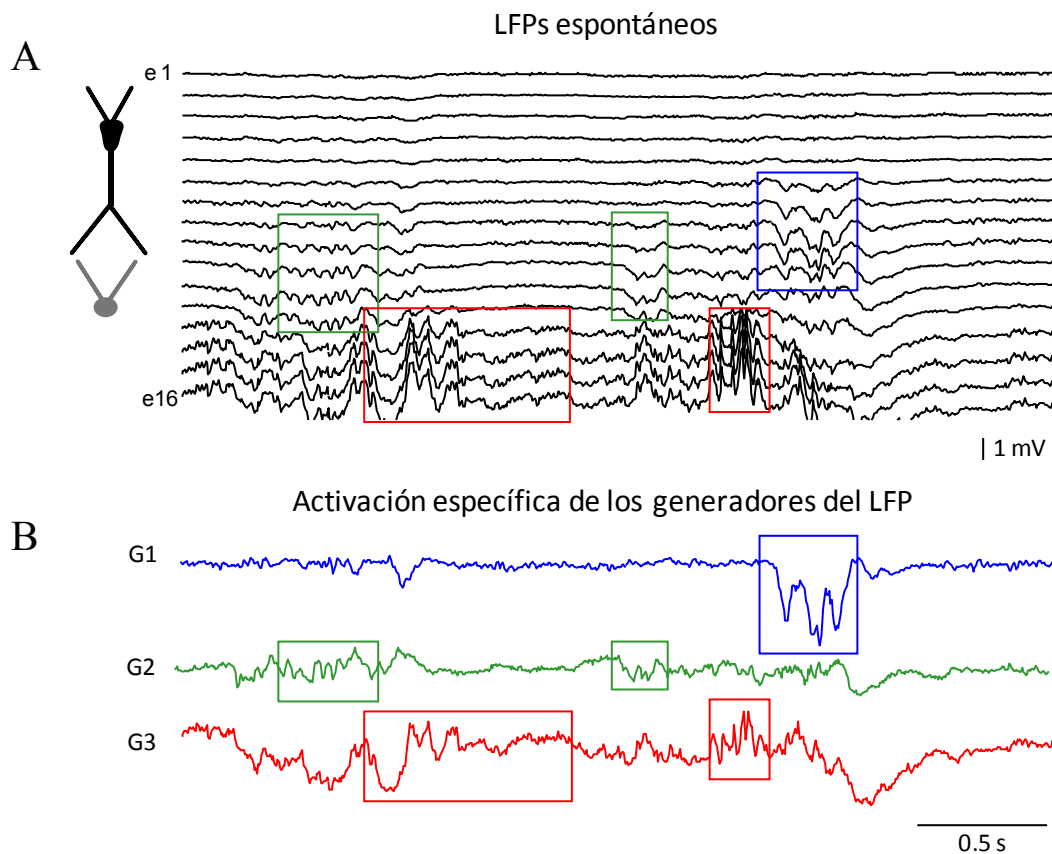 LFPs espontáneos
A
e 1
e16
| 1 mV
Activación específica de los generadores del LFP
B
G1
G2
G3
0.5 s